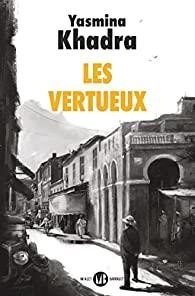 Yasmina
Khadra
LES
VERTUEUX